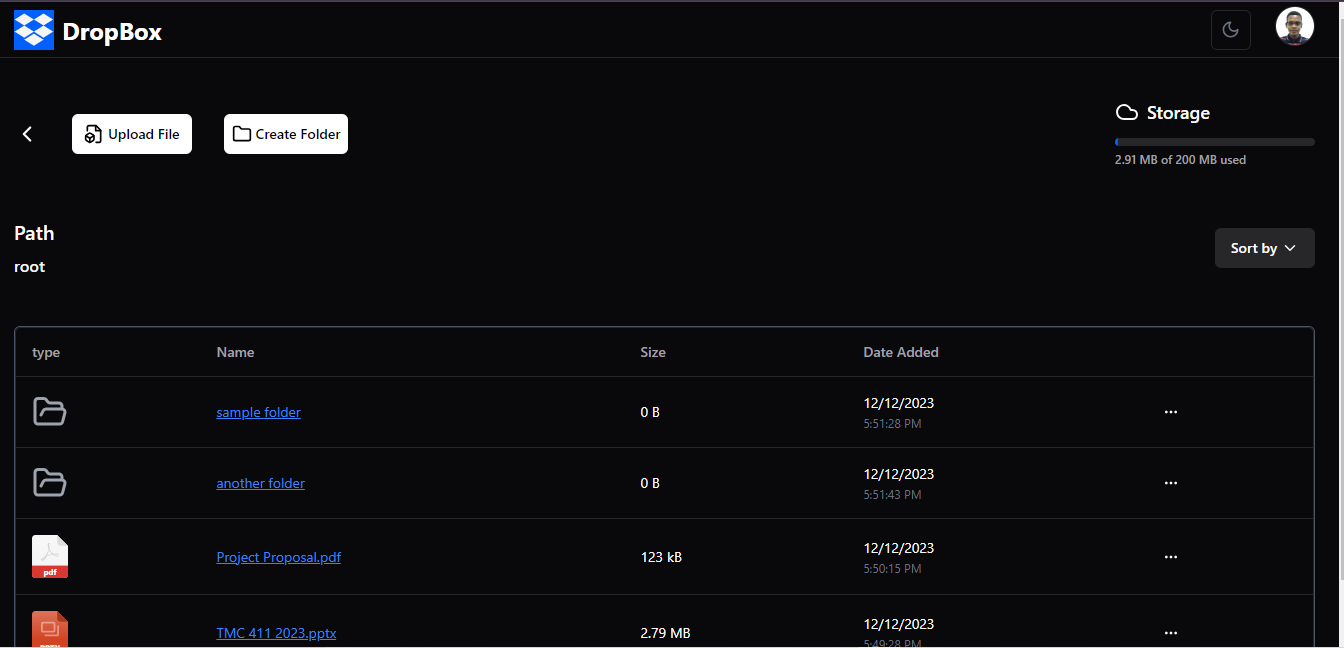 DropBox
Upload File
Create Folder
Storage
2.91 MB of 200 MB used
Path
root
Sort by
type Name Size Date Added
sample folder 0 B 12/12/2023
5:51:28 PM
another folder 0 B 12/12/2023
5:51:43 PM
Project Proposal.pdf 123 kB 12/12/2023
pdf 5:50:15 PM
TMC 411 2023.pptx 2.79 MB 12/12/2023
5:49:28 PM